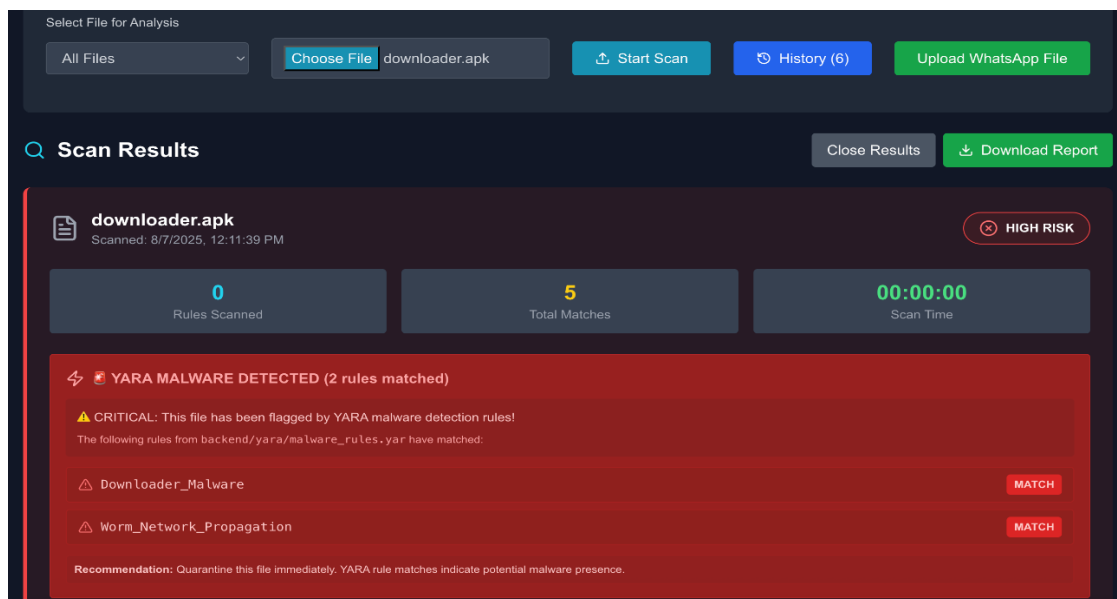 Select File for Analysis
All Files
Choose File downloader.apk
Start Scan
History (6)
Upload WhatsApp File
Scan Results
Close Results
Download Report
downloader.apk
Scanned: 8/7/2025, 12:11:39 PM
HIGH RISK
0
Rules Scanned
5
Total Matches
00:00:00
Scan Time
YARA MALWARE DETECTED (2 rules matched)
CRITICAL: This file has been flagged by YARA malware detection rules!
The following rules from backend/yara/malware_rules.yar have matched:
Downloader_Malware
MATCH
Worm_Network_Propagation
MATCH
Recommendation: Quarantine this file immediately. YARA rule matches indicate potential malware presence.